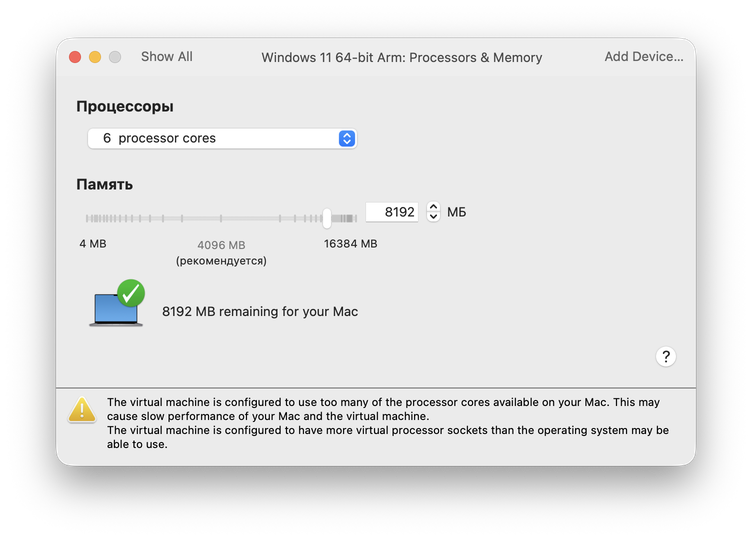 Show All Windows 11 64-bit Arm: Processors & Memory Add Device...
Процессоры
6 processor cores
Память
8192 МБ
4 MB 4096 MB 16384 MB
(рекомендуется)
8192 MB remaining for your Mac
?
The virtual machine is configured to use too many of the processor cores available on your Mac. This may
cause slow performance of your Mac and the virtual machine.
The virtual machine is configured to have more virtual processor sockets than the operating system may be
able to use.